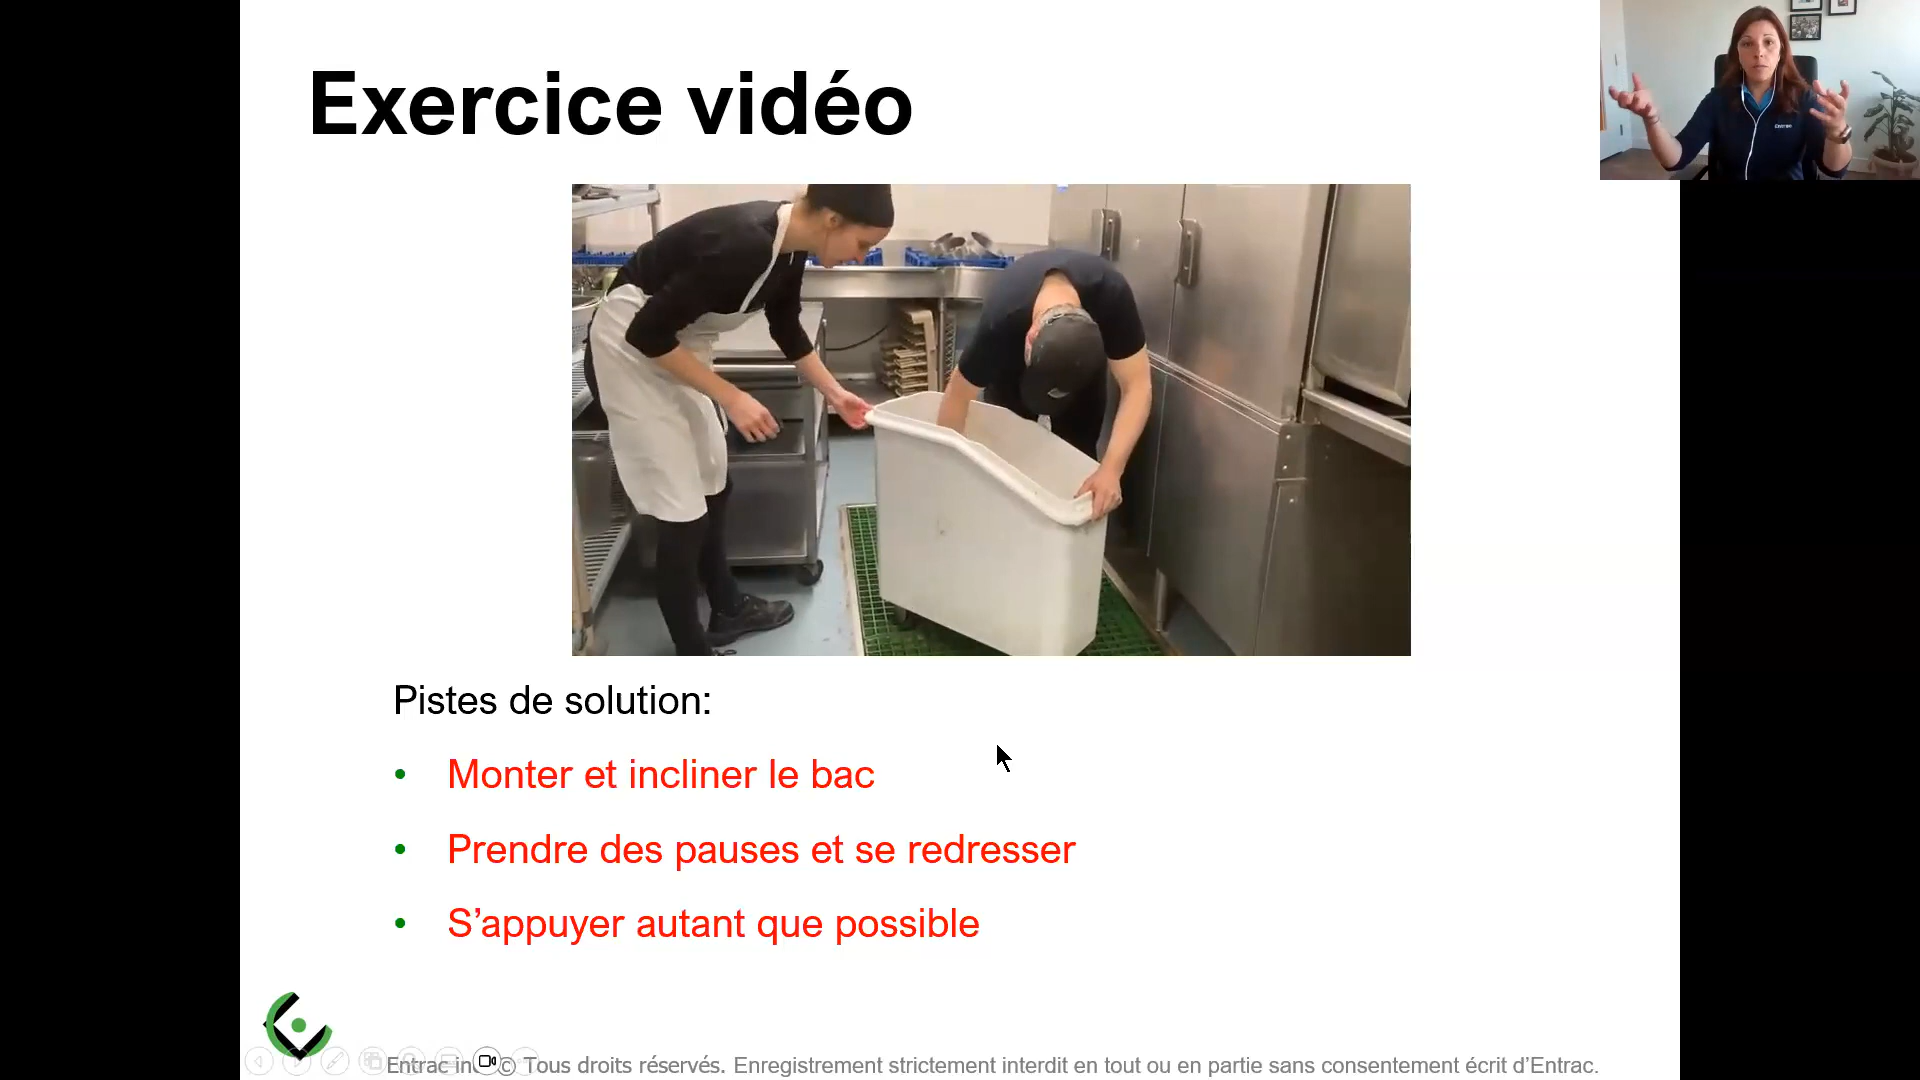 Exercice vidéo
Pistes de solution:
• Monter et incliner le bac
• Prendre des pauses et se redresser
• S’appuyer autant que possible
Entrac inc © Tous droits réservés. Enregistrement strictement interdit en tout ou en partie sans consentement écrit d’Entrac.